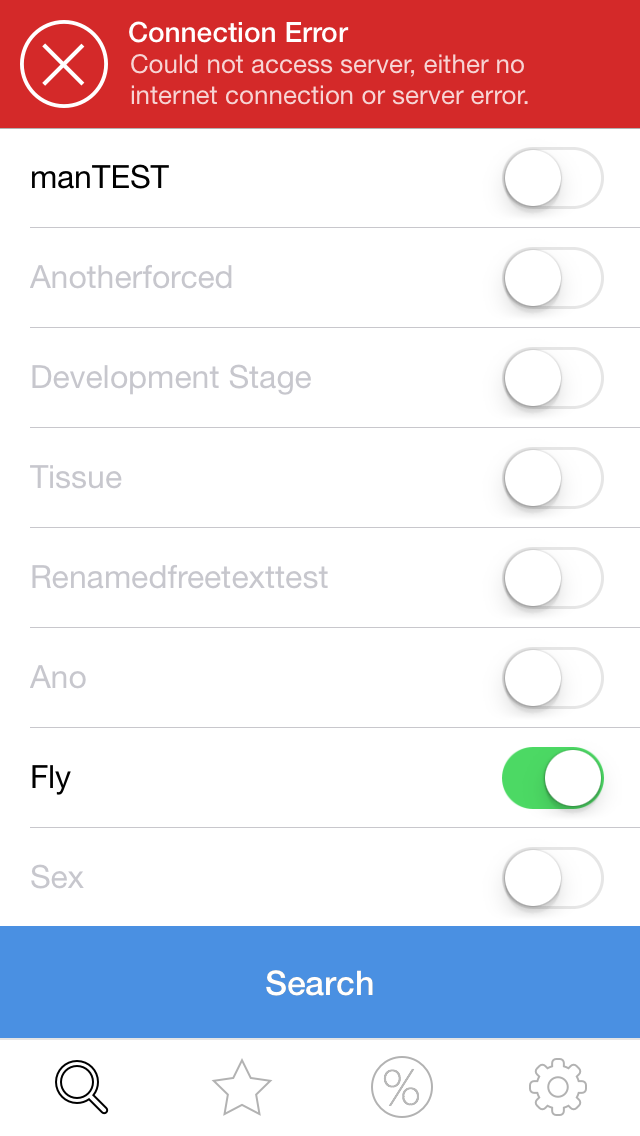 Connection Error
Could not access server, either no
internet connection or server error.
manTEST
Anotherforced
Development Stage
Tissue
Renamedfreetexttest
Ano
Fly
Sex
Search
%